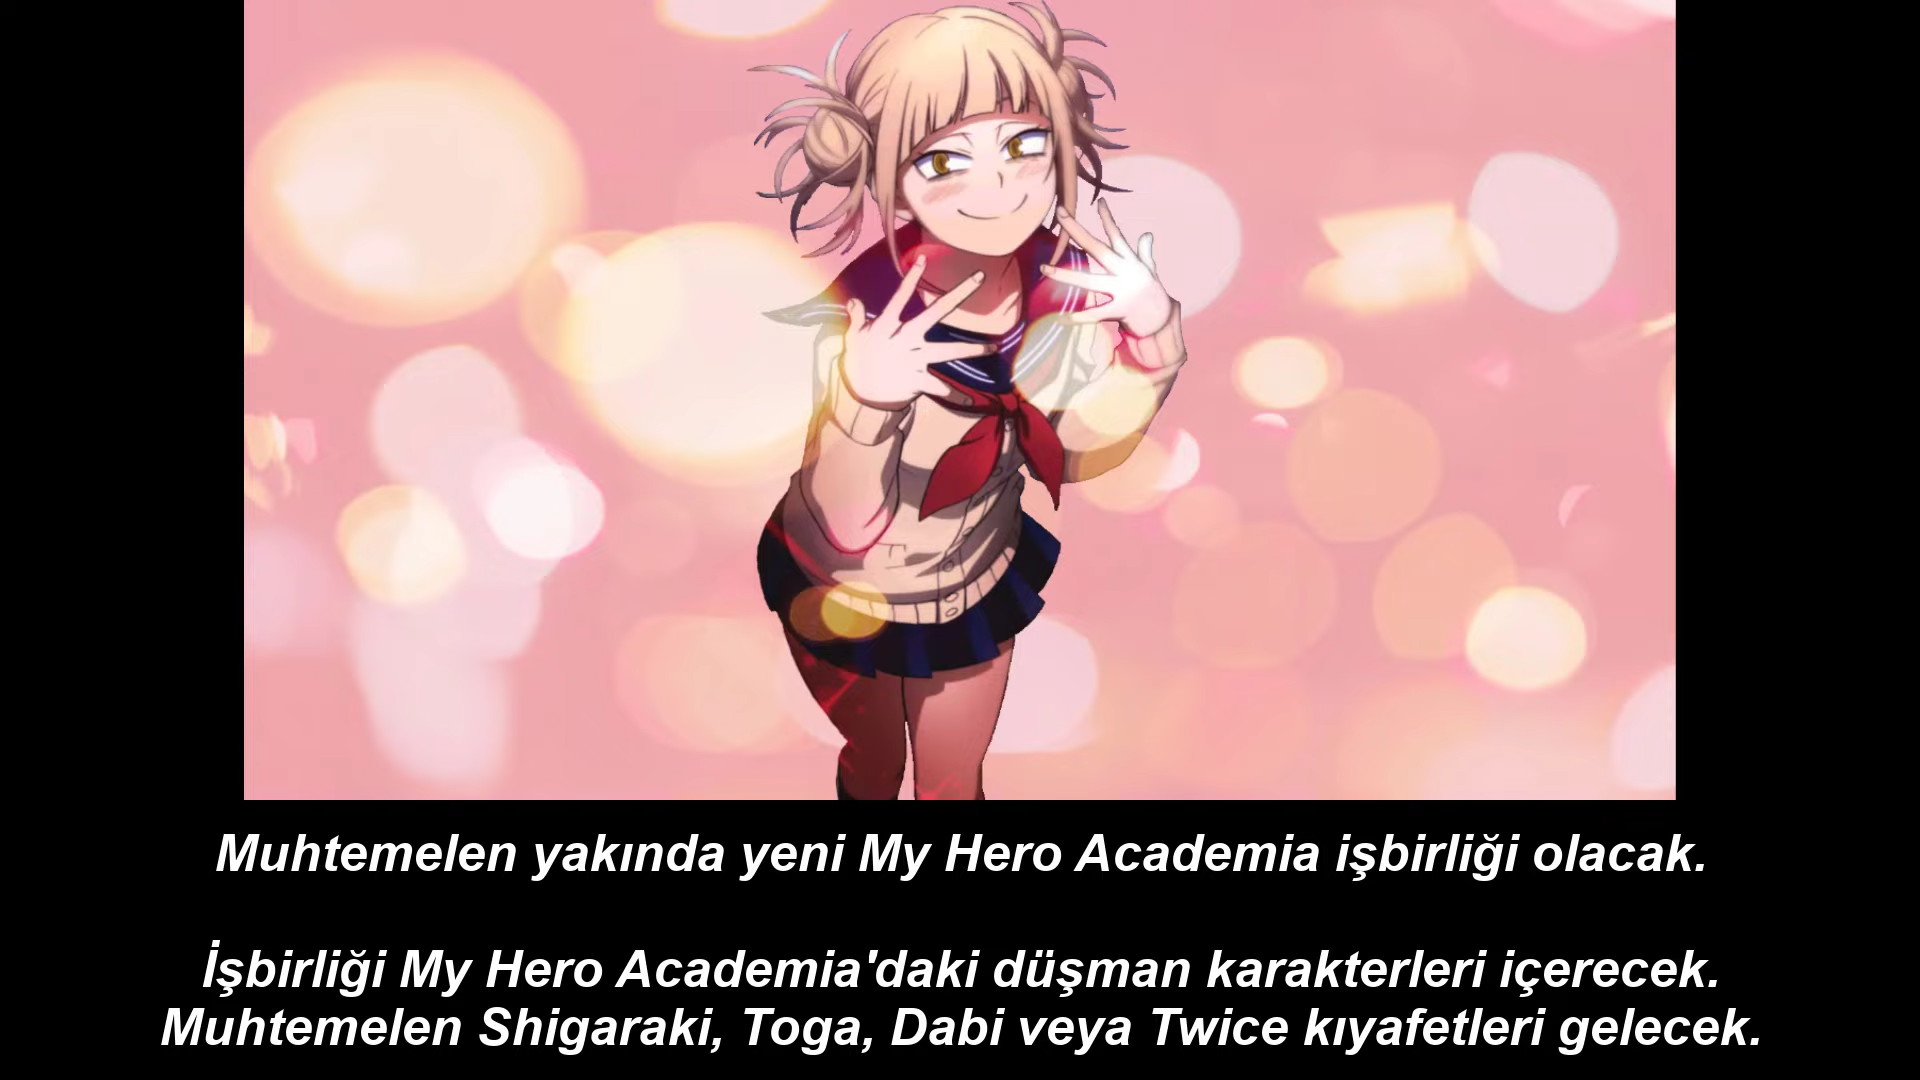 Muhtemelen yakında yeni My Hero Academia işbirliği olacak.
İşbirliği My Hero Academia'daki düşman karakterleri içerecek.
Muhtemelen Shigaraki, Toga, Dabi veya Twice kıyafetleri gelecek.